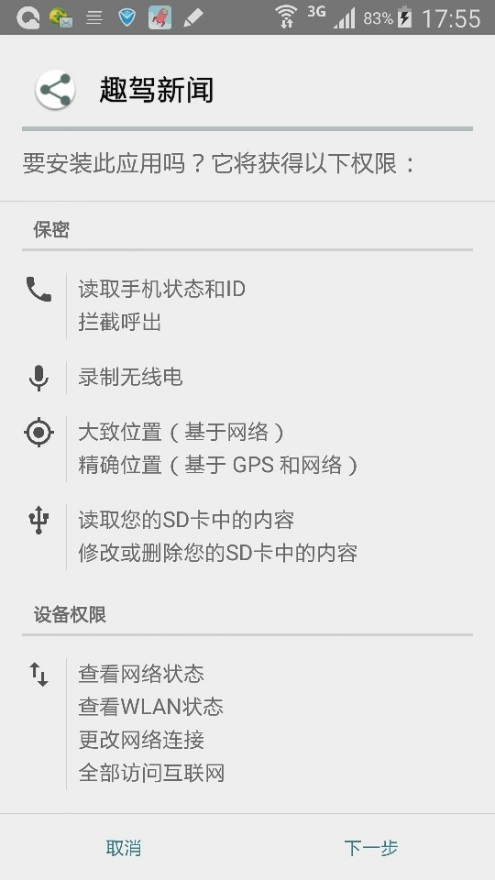 3G 83% 17:55
趣驾新闻
要安装此应用吗？它将获得以下权限：
保密
读取手机状态和ID
拦截呼出
录制无线电
大致位置（基于网络）
精确位置（基于 GPS 和网络）
读取您的SD卡中的内容
修改或删除您的SD卡中的内容
设备权限
查看网络状态
查看WLAN状态
更改网络连接
全部访问互联网
取消 下一步